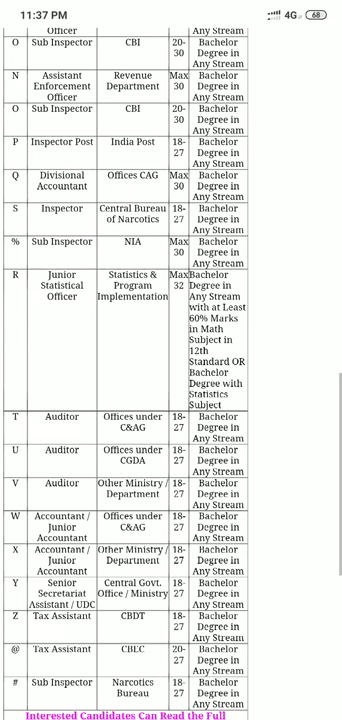 11:37 PM 4G 68
Officer Any Stream
O Sub Inspector CBI 20- Bachelor
30 Degree in
Any Stream
N Assistant Revenue Max Bachelor
Enforcement Department 30 Degree in
Officer Any Stream
O Sub Inspector CBI 20- Bachelor
30 Degree in
Any Stream
P Inspector Post India Post 18- Bachelor
27 Degree in
Any Stream
Q Divisional Offices CAG Max Bachelor
Accountant 30 Degree in
Any Stream
S Inspector Central Bureau 18- Bachelor
of Narcotics 27 Degree in
Any Stream
% Sub Inspector NIA Max Bachelor
30 Degree in
Any Stream
R Junior Statistics & Max Bachelor
Statistical Program 32 Degree in
Officer Implementation Any Stream
with at Least
60% Marks
in Math
Subject in
12th
Standard OR
Bachelor
Degree with
Statistics
Subject
T Auditor Offices under 18- Bachelor
C&AG 27 Degree in
Any Stream
U Auditor Offices under 18- Bachelor
CGDA 27 Degree in
Any Stream
V Auditor Other Ministry / 18- Bachelor
Department 27 Degree in
Any Stream
W Accountant / Offices under 18- Bachelor
Junior C&AG 27 Degree in
Accountant Any Stream
X Accountant / Other Ministry / 18- Bachelor
Junior Department 27 Degree in
Accountant Any Stream
Y Senior Central Govt. 18- Bachelor
Secretariat Office / Ministry 27 Degree in
Assistant / UDC Any Stream
Z Tax Assistant CBDT 18- Bachelor
27 Degree in
Any Stream
@ Tax Assistant CBEC 20- Bachelor
27 Degree in
Any Stream
# Sub Inspector Narcotics 18- Bachelor
Bureau 27 Degree in
Any Stream
Interested Candidates Can Read the Full